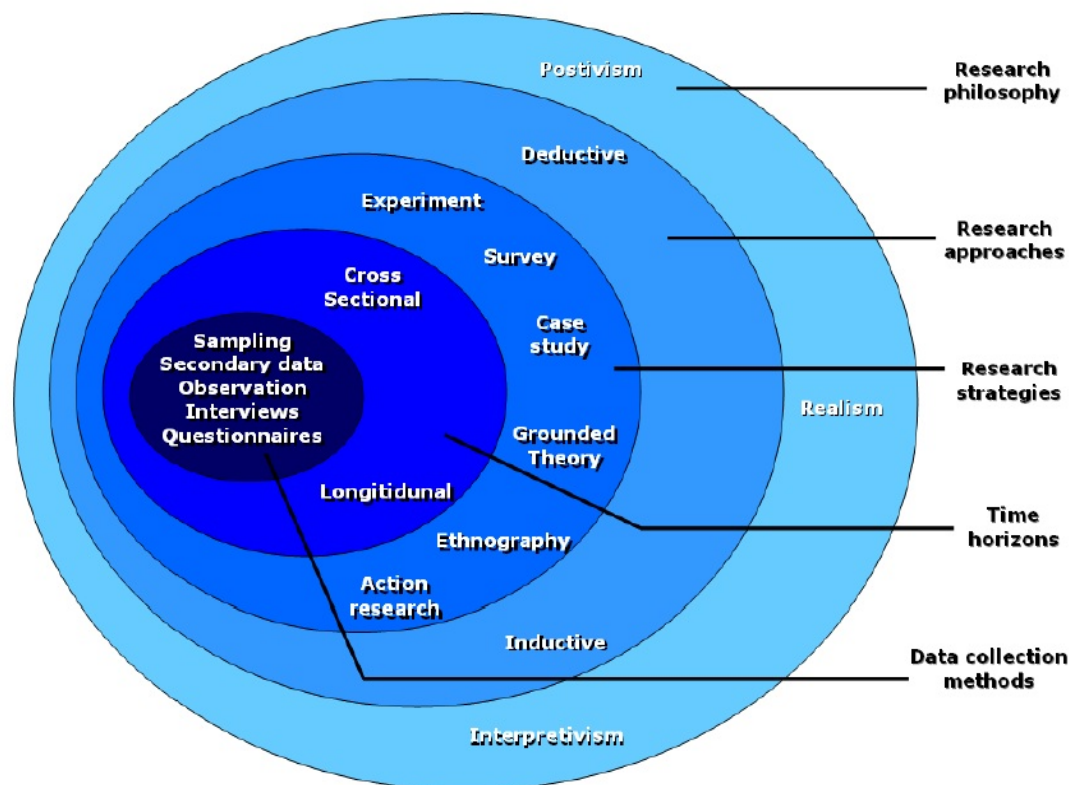 Postivism
Research
philosophy
Deductive
Experiment
Research
approaches
Survey
Cross
Sectional
Case
study
Sampling
Secondary data
Observation
Interviews
Questionnaires
Research
strategies
Realism
Grounded
Theory
Longitidunal
Time
horizons
Ethnography
Action
research
Inductive
Data collection
methods
Interpretivism